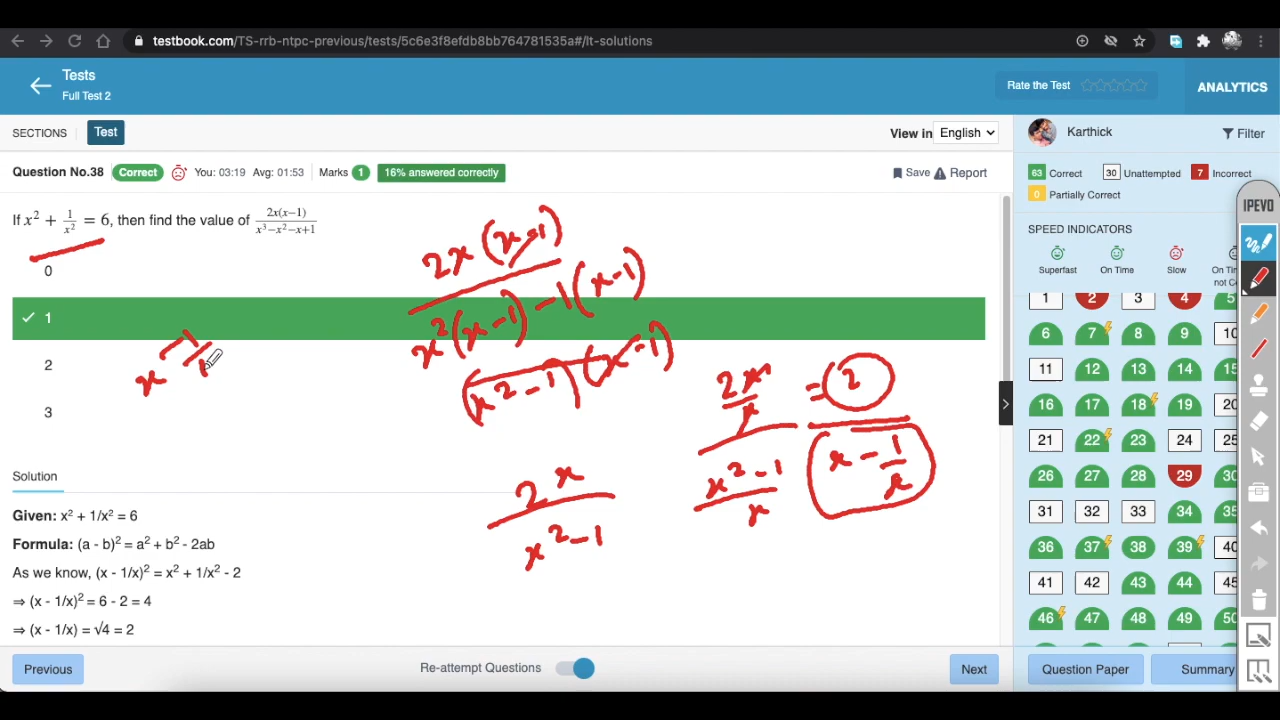 testbook.com/TS-rrb-ntpc-previous/tests/5c6e3f8efdb8bb764781535a#/lt-solutions
Tests
Full Test 2
Rate the Test
ANALYTICS
SECTIONS Test
View in English
Karthick
Filter
Question No.38 Correct You: 03:19 Avg: 01:53 Marks 1 16% answered correctly Save Report
63 Correct 30 Unattempted 7 Incorrect
0 Partially Correct
IPEVO
If x² + 1/x² = 6, then find the value of 2x(x−1)/(x³−x²−x+1)
SPEED INDICATORS
Superfast On Time Slow On Tim
not C
0
1
2
3
2x(x-1)
x²(x-1) -1(x-1)
(x²-1)(x-1)
x - 1/x
2x/x = 2
(x²-1)/x
x - 1/x
2x
x²-1
1 2 3 4 5
6 7 8 9 10
11 12 13 14 15
16 17 18 19 20
21 22 23 24 25
26 27 28 29 30
31 32 33 34 35
36 37 38 39 40
41 42 43 44 45
46 47 48 49 50
Solution
Given: x² + 1/x² = 6
Formula: (a - b)² = a² + b² - 2ab
As we know, (x - 1/x)² = x² + 1/x² - 2
⇒ (x - 1/x)² = 6 - 2 = 4
⇒ (x - 1/x) = √4 = 2
Previous Re-attempt Questions Next
Question Paper Summary